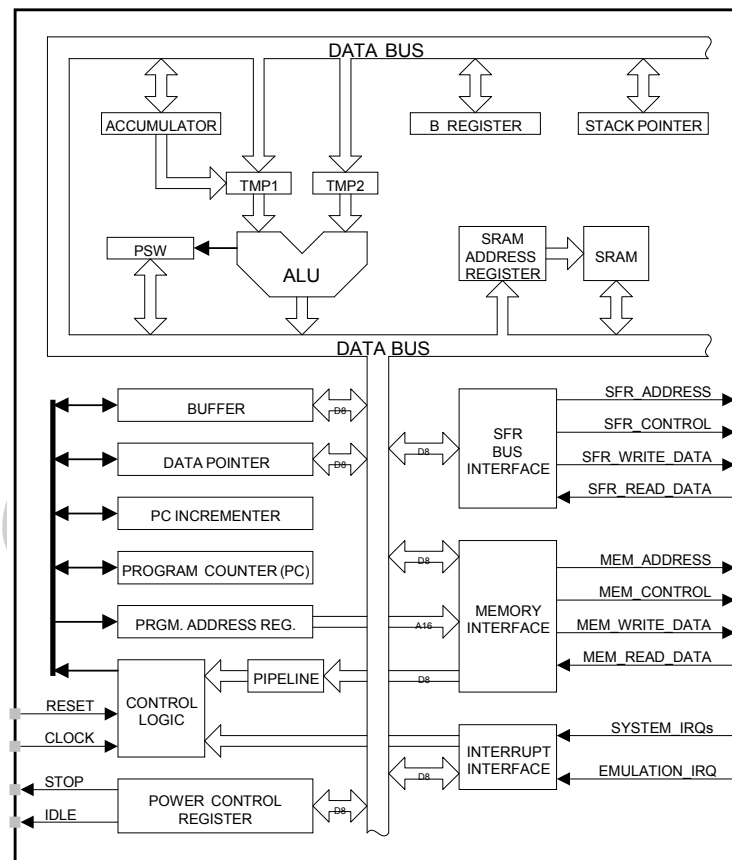 DATA BUS
ACCUMULATOR
B REGISTER
STACK POINTER
TMP1
TMP2
PSW
ALU
SRAM
ADDRESS
REGISTER
SRAM
DATA BUS
BUFFER
D8
DATA POINTER
D8
PC INCREMENTER
PROGRAM COUNTER (PC)
PRGM. ADDRESS REG.
A16
CONTROL
LOGIC
PIPELINE
D8
RESET
CLOCK
STOP
IDLE
POWER CONTROL
REGISTER
D8
D8
SFR
BUS
INTERFACE
SFR_ADDRESS
SFR_CONTROL
SFR_WRITE_DATA
SFR_READ_DATA
D8
MEMORY
INTERFACE
MEM_ADDRESS
MEM_CONTROL
MEM_WRITE_DATA
MEM_READ_DATA
INTERRUPT
INTERFACE
D8
SYSTEM_IRQs
EMULATION_IRQ